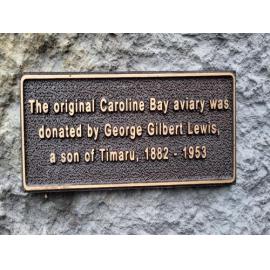 The original Caroline Bay aviary was
donated by George Gilbert Lewis,
a son of Timaru, 1882 - 1953